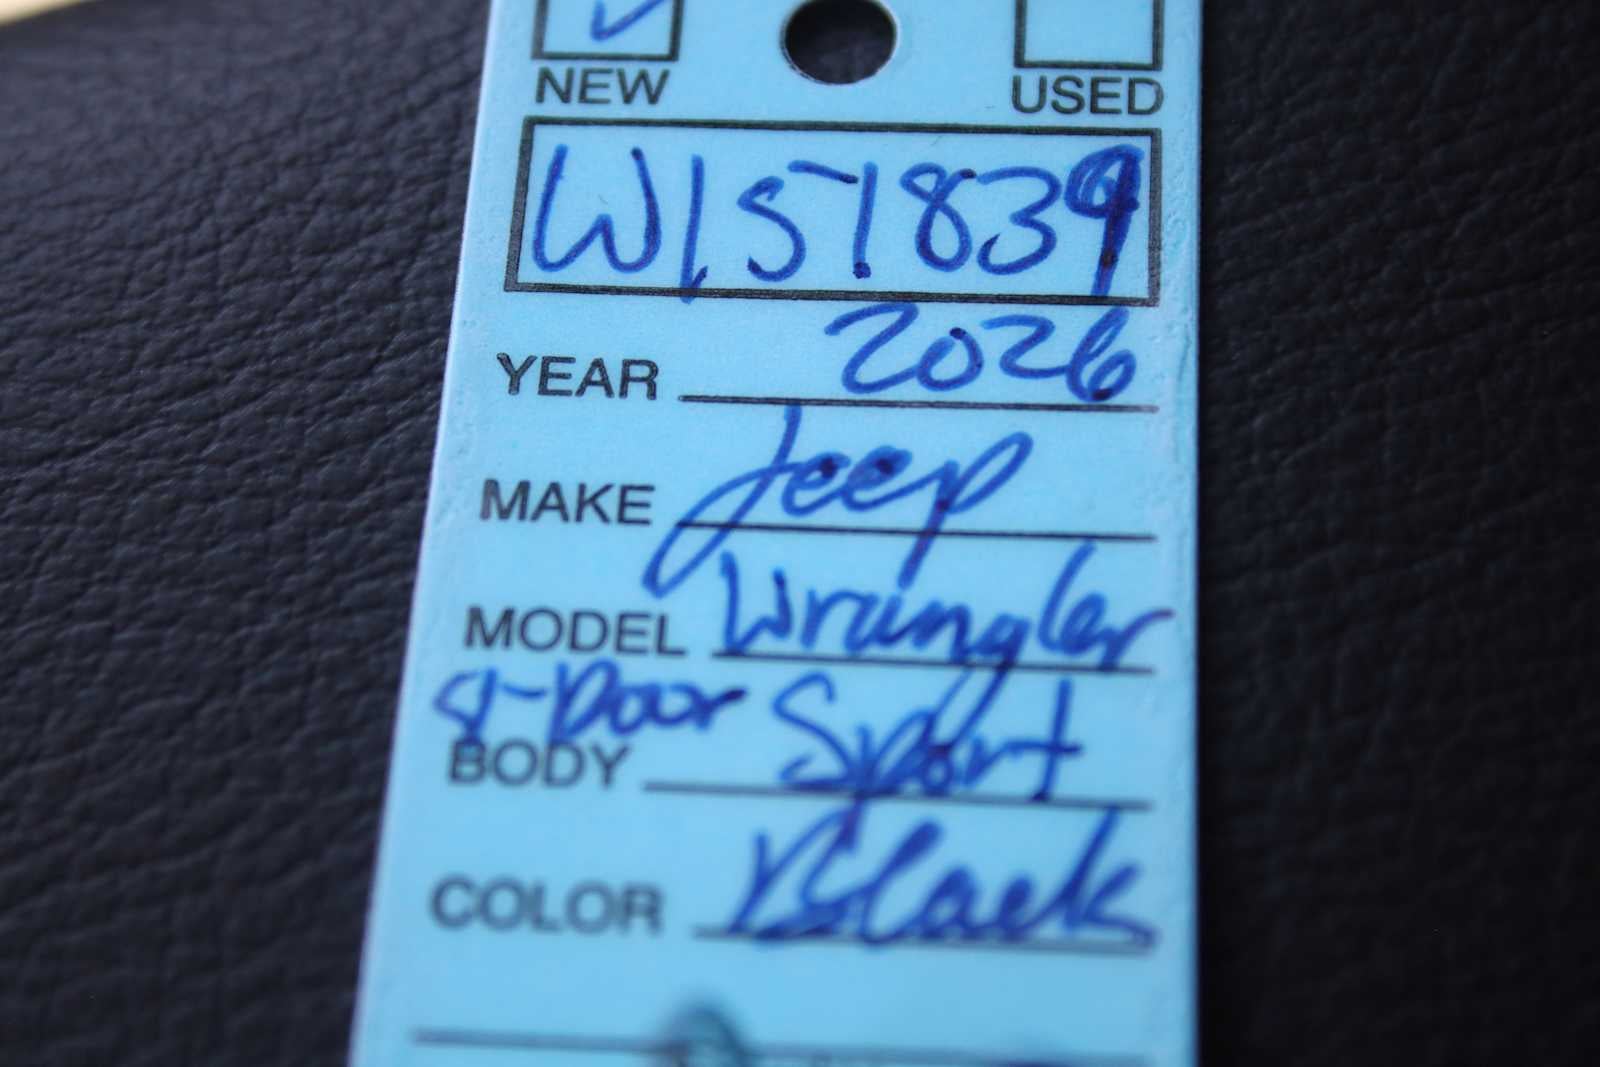 NEW USED
W151839
YEAR 2026
MAKE Jeep
MODEL Wrangler
4-Door Sport
BODY
COLOR Black